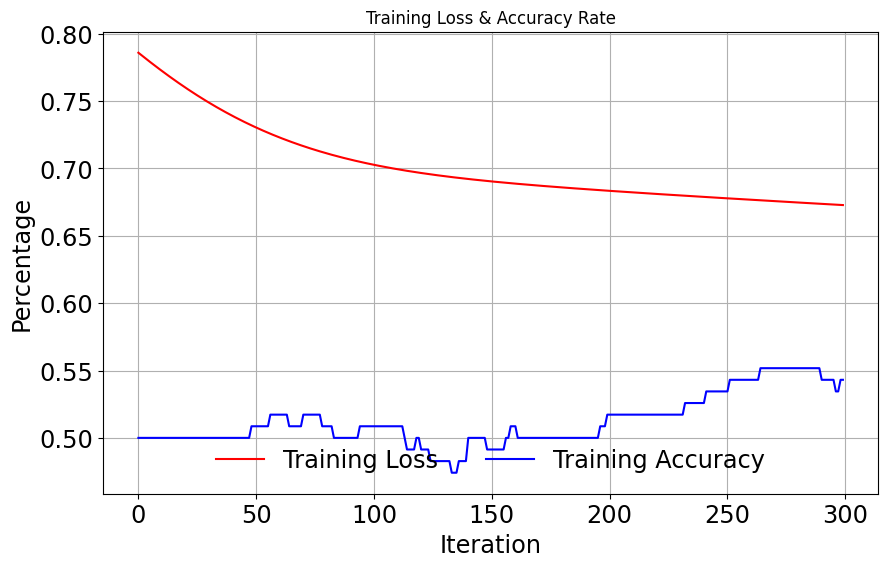 Training Loss & Accuracy Rate
0.80
0.75
0.70
0.65
0.60
0.55
0.50
Percentage
Training Loss
Training Accuracy
0 50 100 150 200 250 300
Iteration